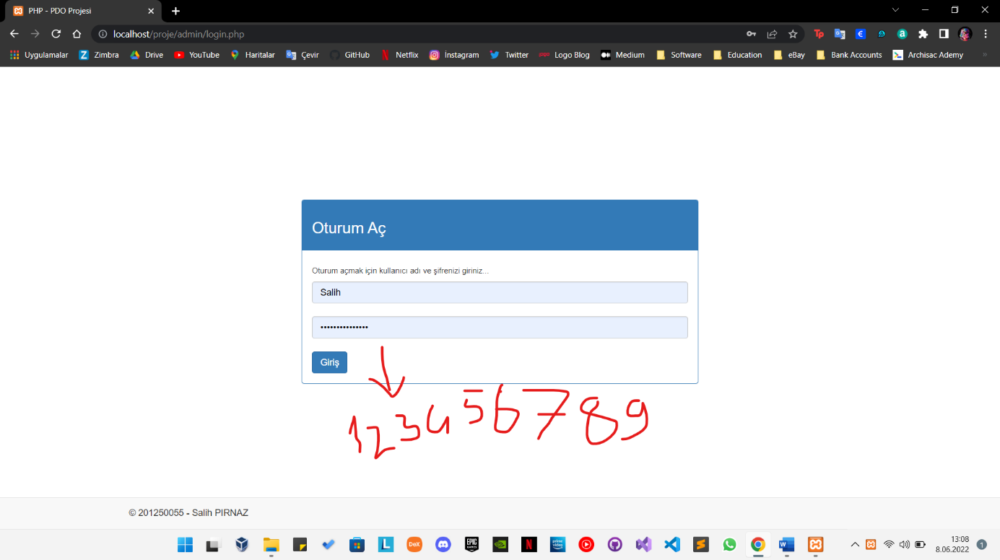 PHP - PDO Projesi
localhost/proje/admin/login.php
Uygulamalar Zimbra Drive YouTube Haritalar Çevir GitHub Netflix İnstagram Twitter Logo Blog Medium Software Education eBay Bank Accounts Archisac Ademy
Oturum Aç
Oturum açmak için kullanıcı adı ve şifrenizi giriniz...
Salih
•••••••••••••••
Giriş
123456789
© 201250055 - Salih PIRNAZ
13:08
8.06.2022
1